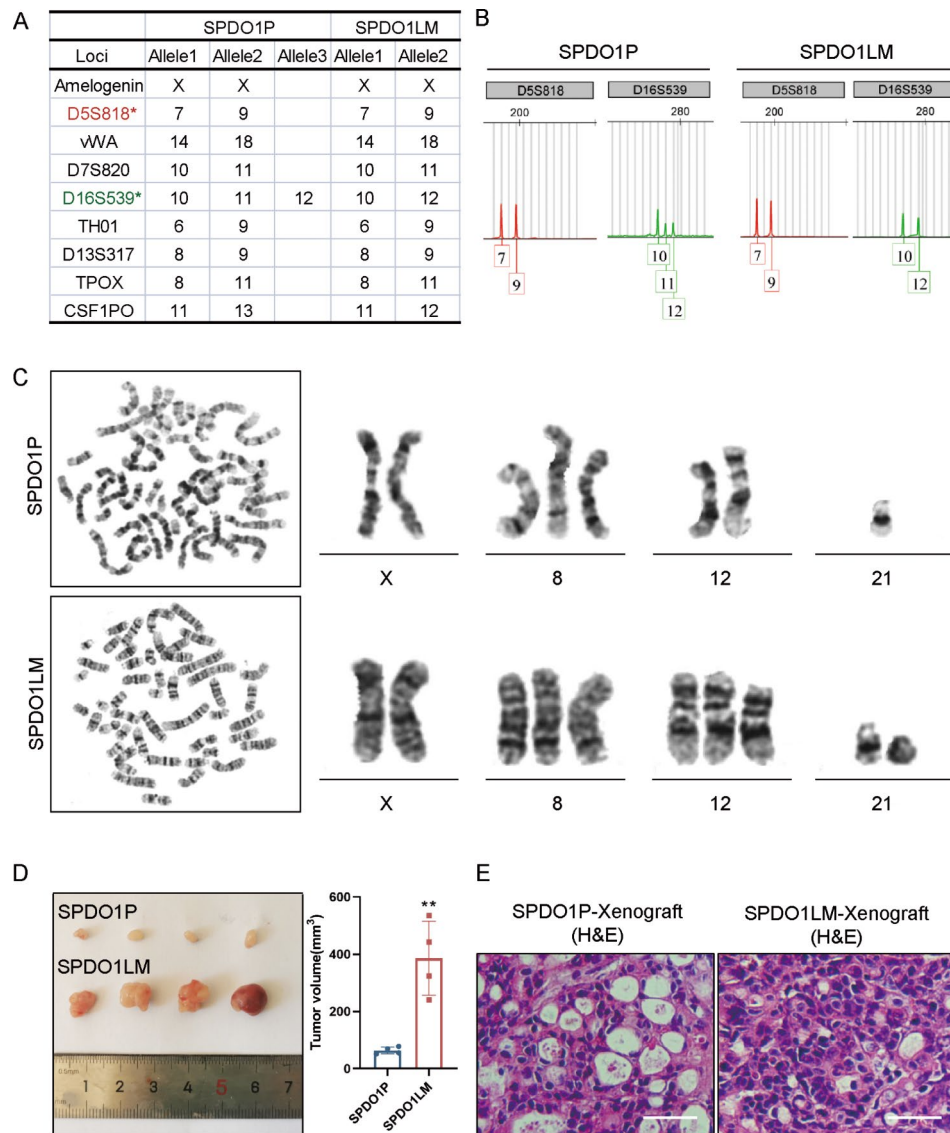 A
SPDO1P SPDO1LM
Loci Allele1 Allele2 Allele3 Allele1 Allele2
Amelogenin X X X X
D5S818* 7 9 7 9
vWA 14 18 14 18
D7S820 10 11 10 11
D16S539* 10 11 12 10 12
TH01 6 9 6 9
D13S317 8 9 8 9
TPOX 8 11 8 11
CSF1PO 11 13 11 12
B
SPDO1P SPDO1LM
D5S818 D16S539 D5S818 D16S539
200 280 200 280
7 10 7 10
9 11 9 12
12
C
SPDO1P
X 8 12 21
SPDO1LM
X 8 12 21
D
SPDO1P
SPDO1LM
0.5mm
1 2 3 4 5 6 7
Tumor volume(mm³)
600
400
200
0
**
SPDO1P SPDO1LM
E
SPDO1P-Xenograft
(H&E)
SPDO1LM-Xenograft
(H&E)